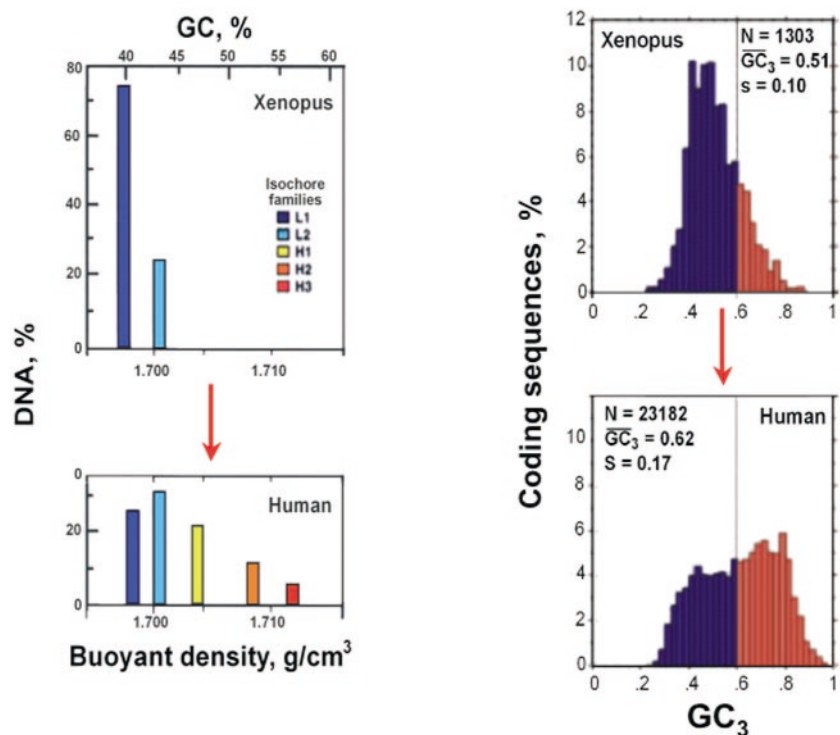 GC, %
40 45 50 55 60
80
60
40
20
0
Xenopus
Isochore
families
L1
L2
H1
H2
H3
1.700 1.710
DNA, %
0
20
0
Human
1.700 1.710
Buoyant density, g/cm³
12
10
8
6
4
2
0
Xenopus
N = 1303
G̅C̅₃ = 0.51
s = 0.10
0 .2 .4 .6 .8 1
Coding sequences, %
10
8
6
4
2
0
N = 23182
G̅C̅₃ = 0.62
S = 0.17
Human
0 .2 .4 .6 .8 1
GC₃